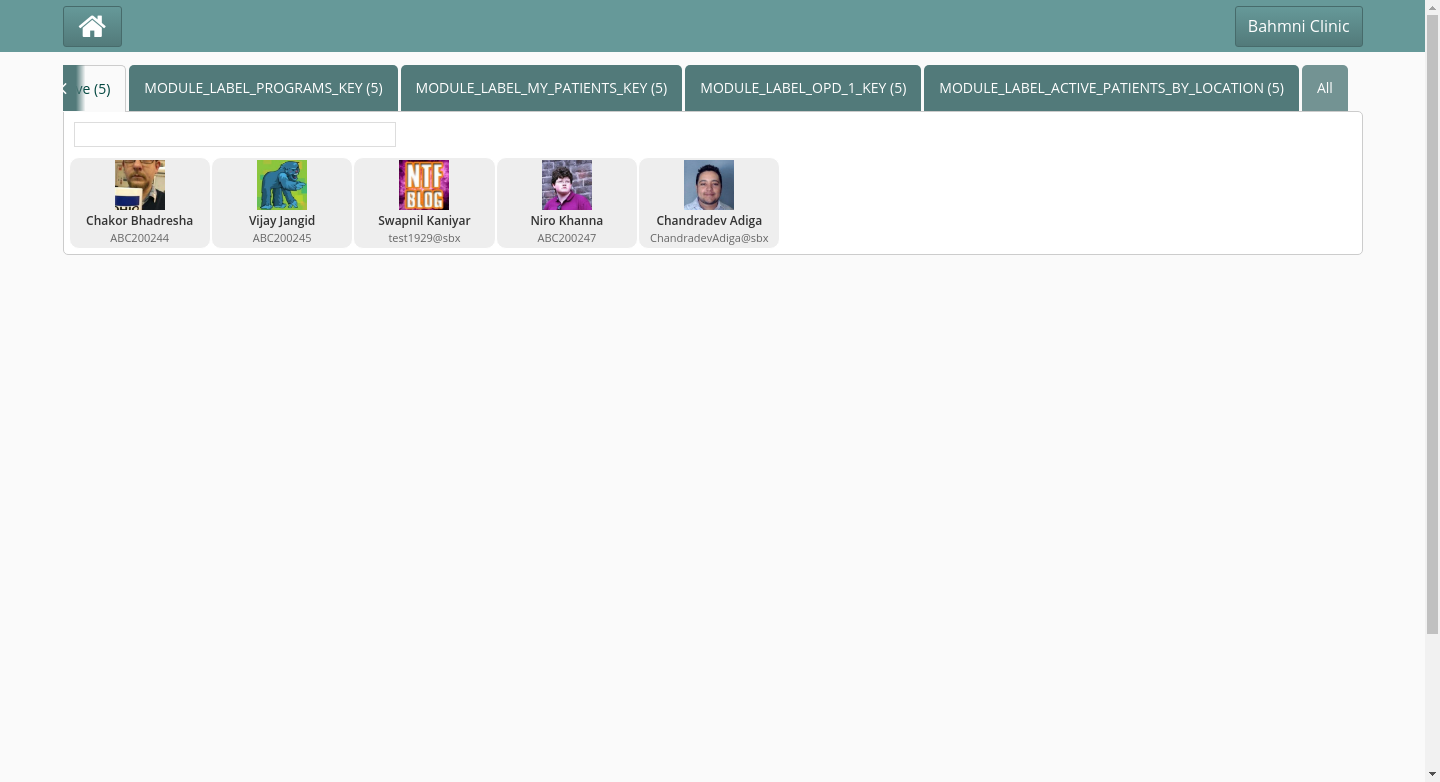 Bahmni Clinic
ve (5)
MODULE_LABEL_PROGRAMS_KEY (5)
MODULE_LABEL_MY_PATIENTS_KEY (5)
MODULE_LABEL_OPD_1_KEY (5)
MODULE_LABEL_ACTIVE_PATIENTS_BY_LOCATION (5)
All
NTF
BLOG
Chakor Bhadresha
ABC200244
Vijay Jangid
ABC200245
Swapnil Kaniyar
test1929@sbx
Niro Khanna
ABC200247
Chandradev Adiga
ChandradevAdiga@sbx